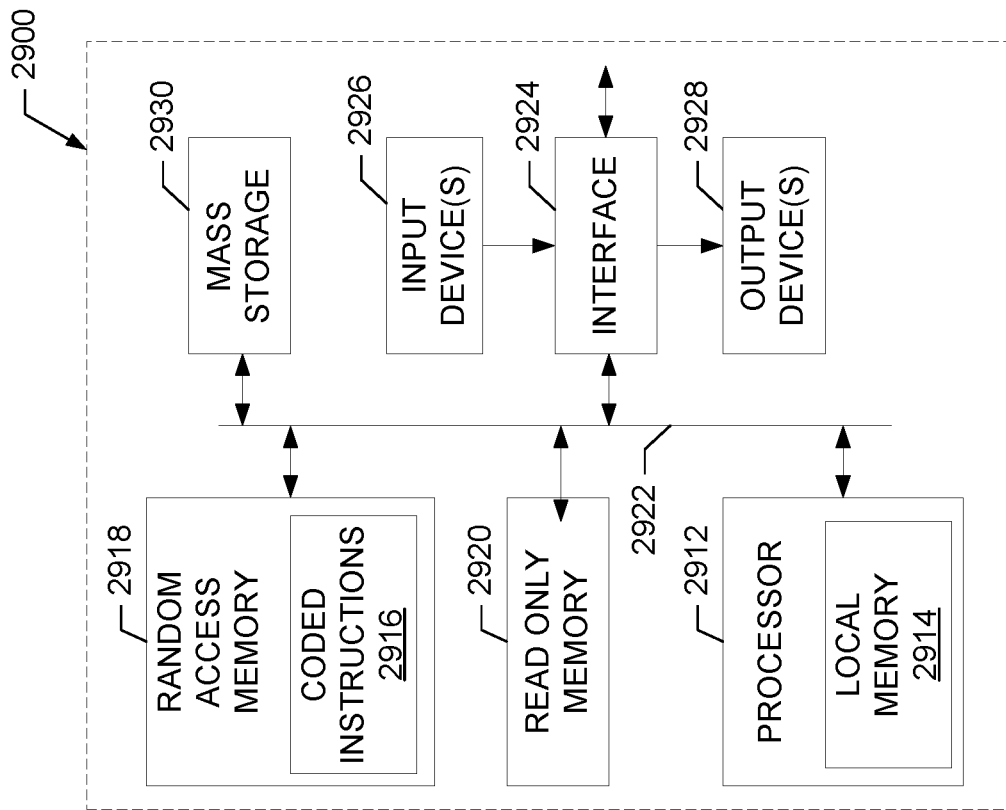 2900
2918
RANDOM
ACCESS
MEMORY
CODED
INSTRUCTIONS
2916
2930
MASS
STORAGE
2920
READ ONLY
MEMORY
2926
INPUT
DEVICE(S)
2924
INTERFACE
2922
2912
PROCESSOR
LOCAL
MEMORY
2914
2928
OUTPUT
DEVICE(S)